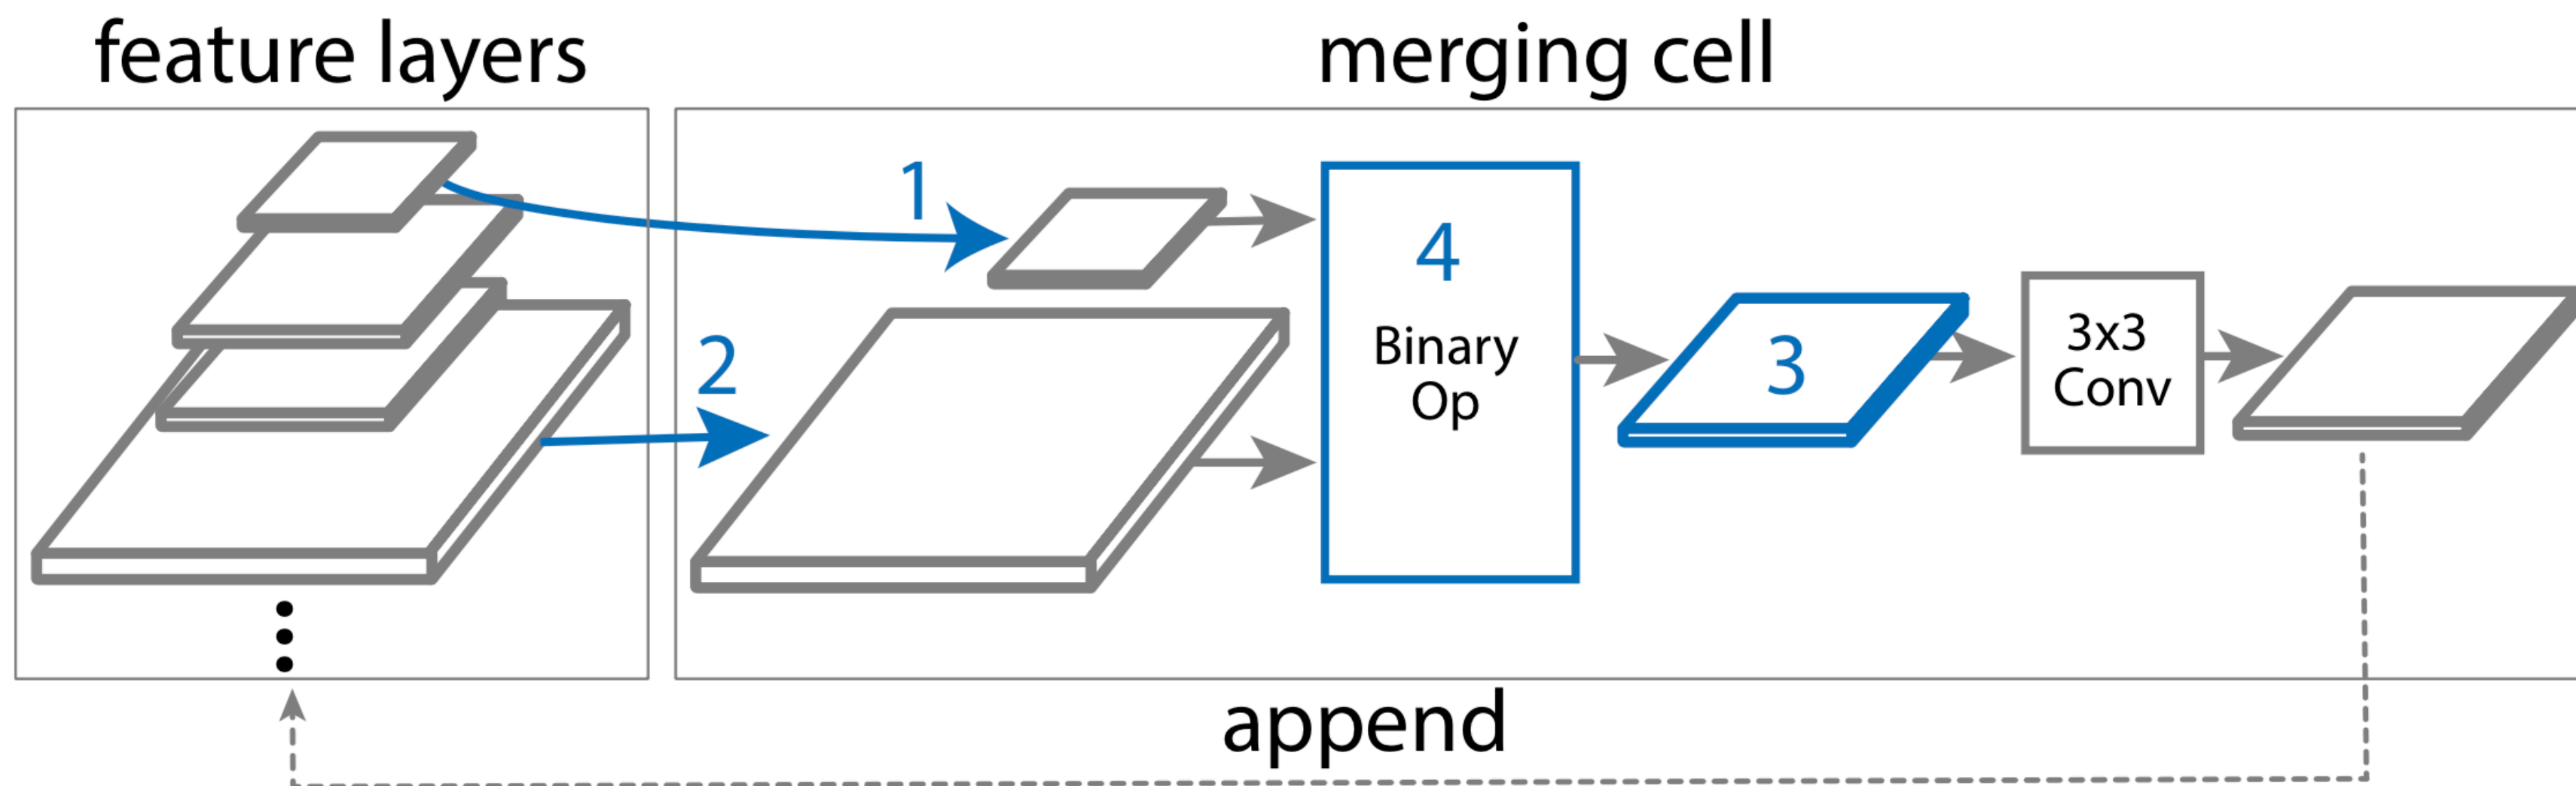 feature layers
merging cell
1
2
4
Binary
Op
3
3x3
Conv
append